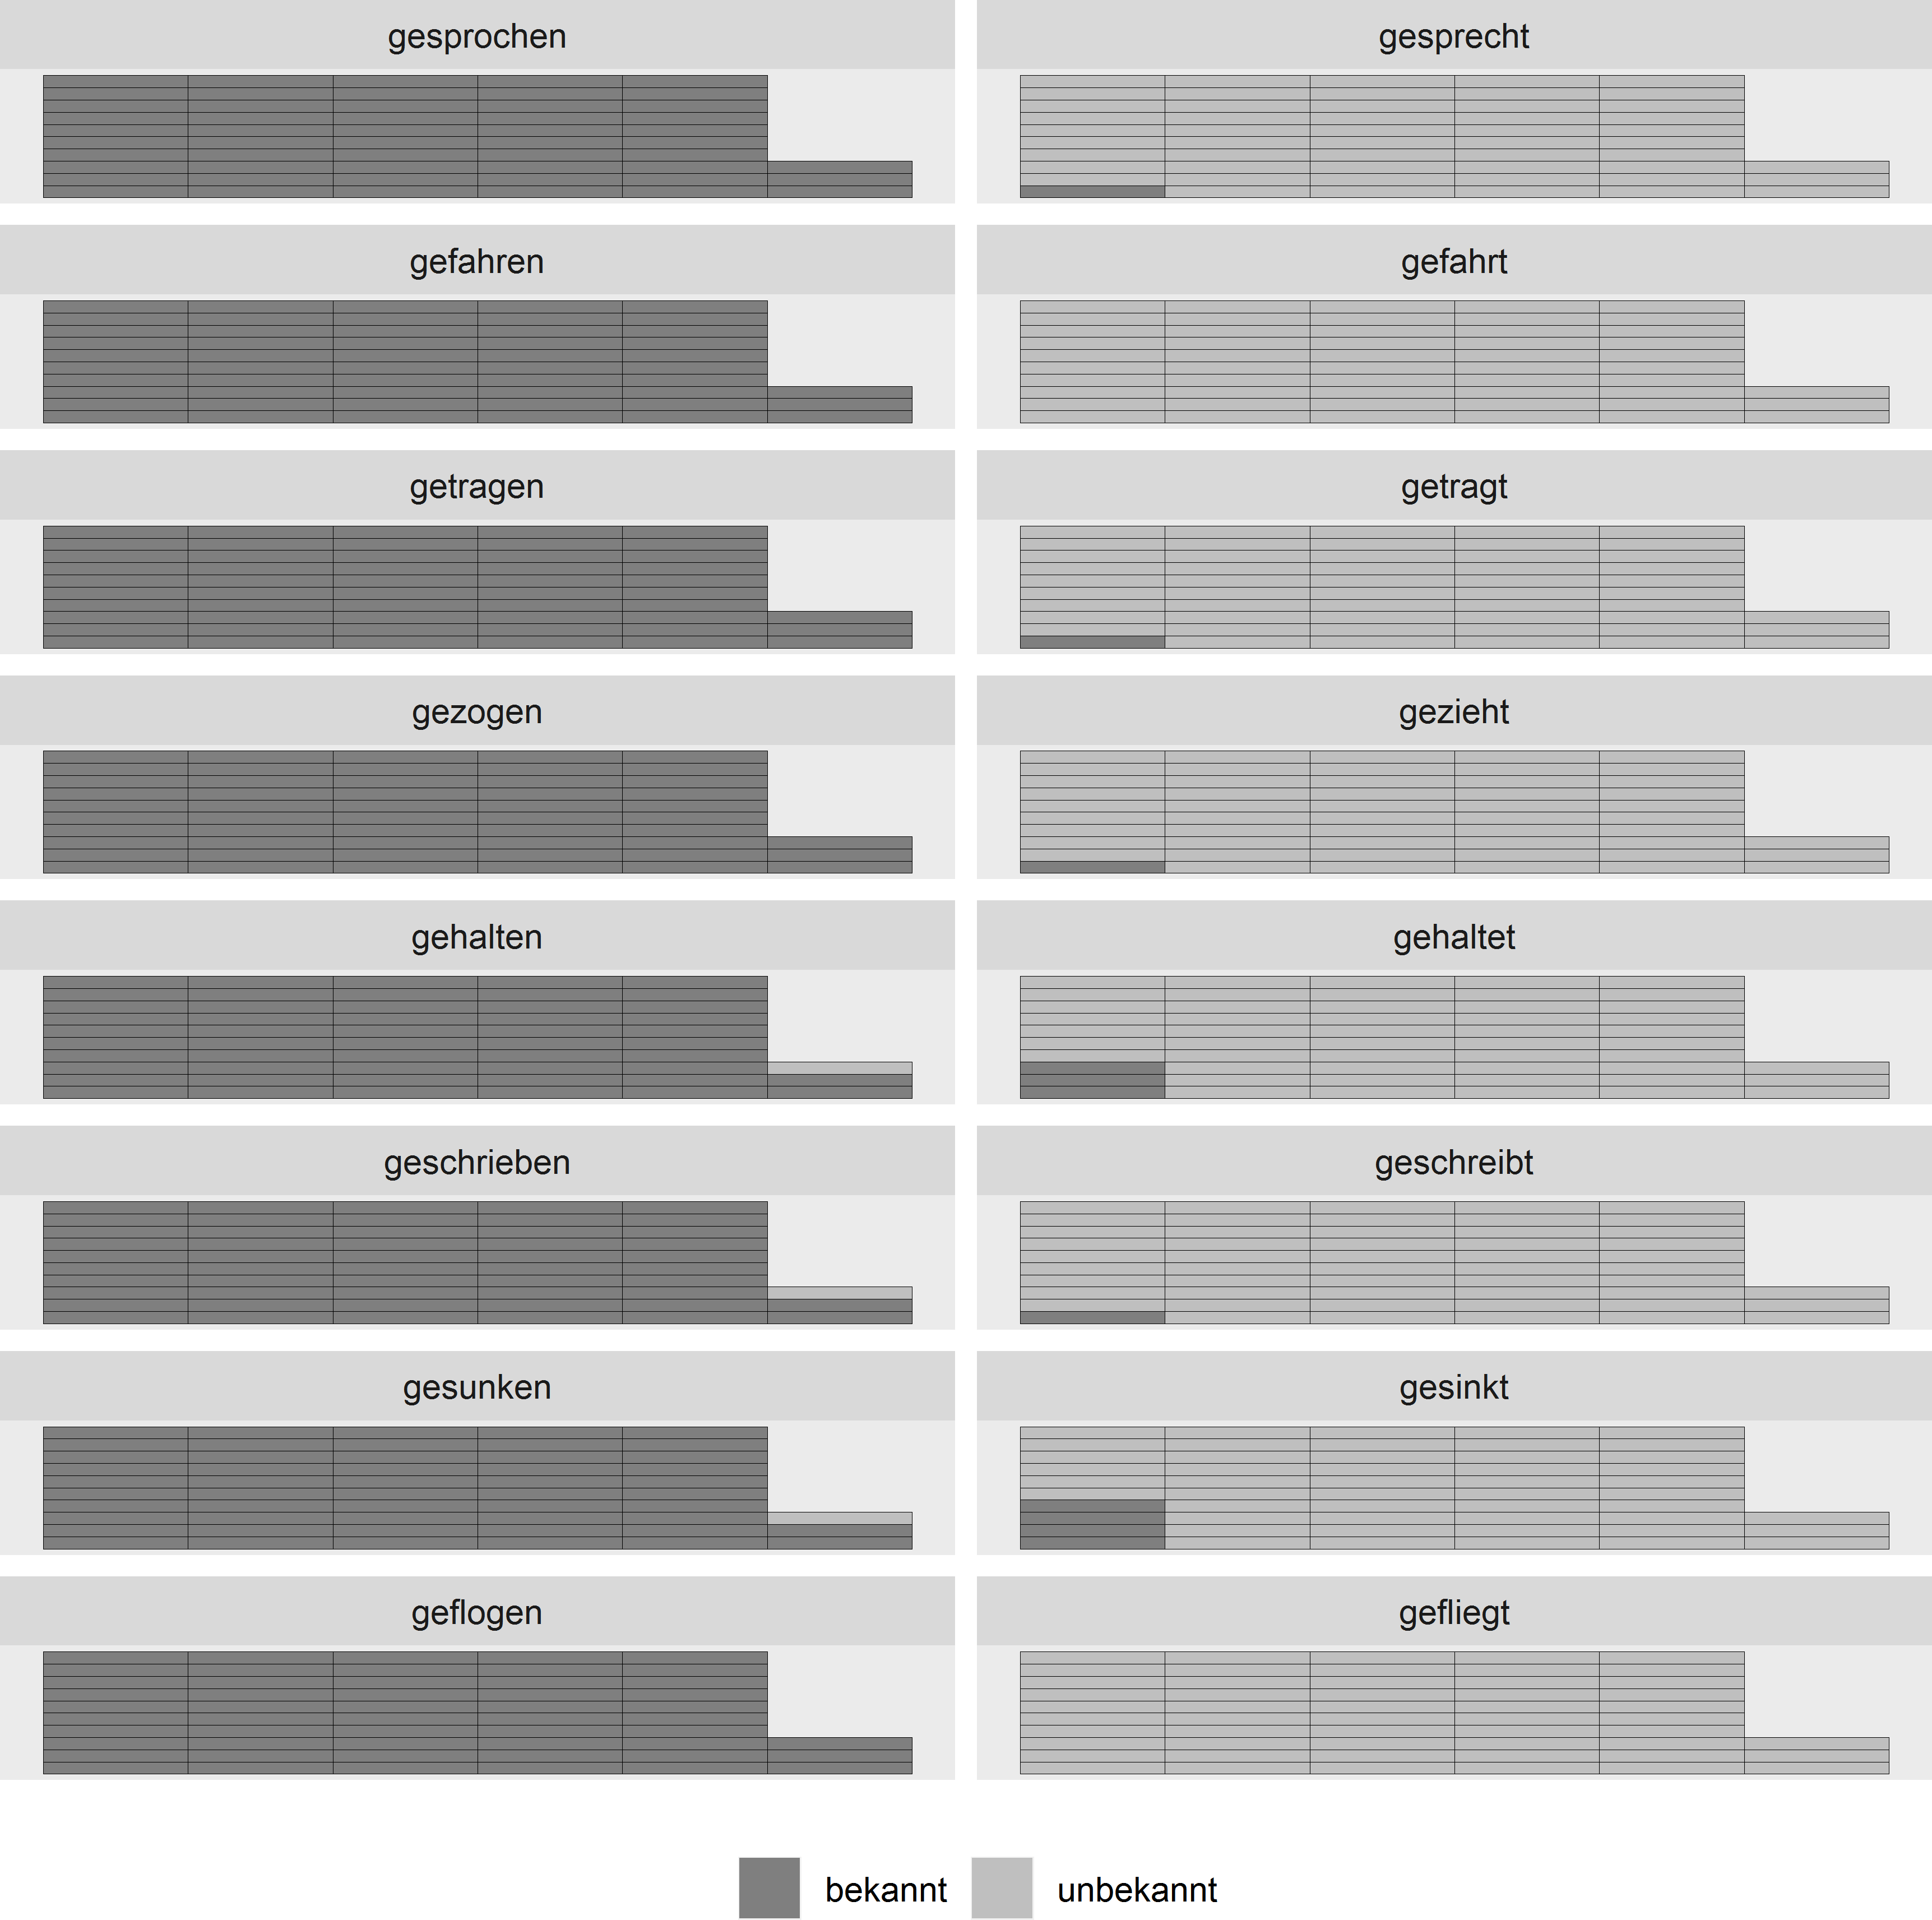 gesprochen
gesprecht
gefahren
gefahrt
getragen
getragt
gezogen
gezieht
gehalten
gehaltet
geschrieben
geschreibt
gesunken
gesinkt
geflogen
gefliegt
bekannt unbekannt